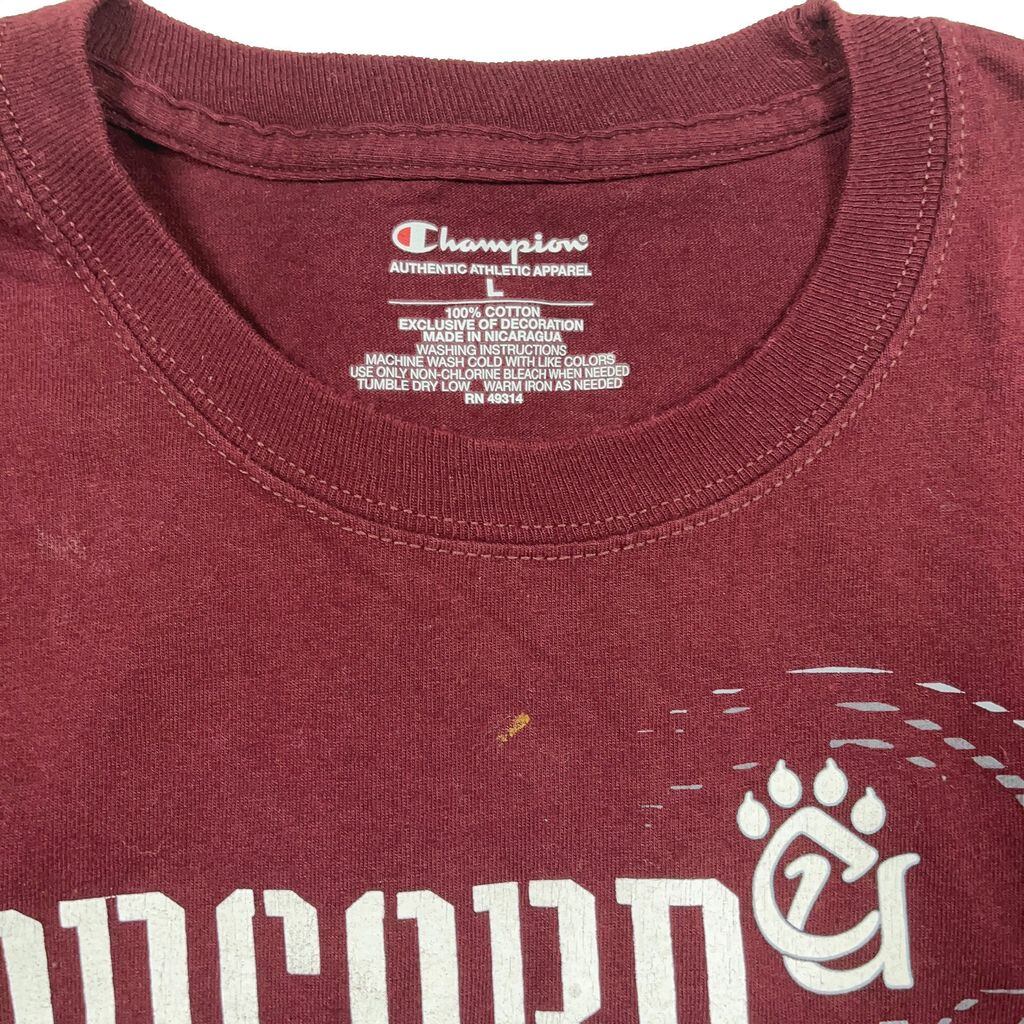 Champion®
AUTHENTIC ATHLETIC APPAREL
L
100% COTTON
EXCLUSIVE OF DECORATION
MADE IN NICARAGUA
WASHING INSTRUCTIONS
MACHINE WASH COLD WITH LIKE COLORS
USE ONLY NON-CHLORINE BLEACH WHEN NEEDED
TUMBLE DRY LOW WARM IRON AS NEEDED
RN 49314
CU